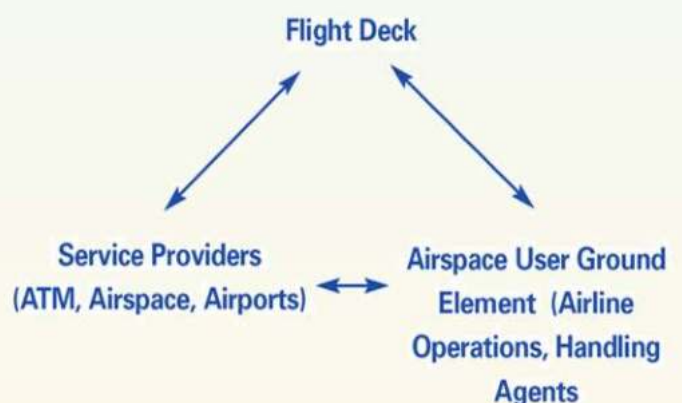 Flight Deck
Service Providers
(ATM, Airspace, Airports)
Airspace User Ground
Element (Airline
Operations, Handling
Agents